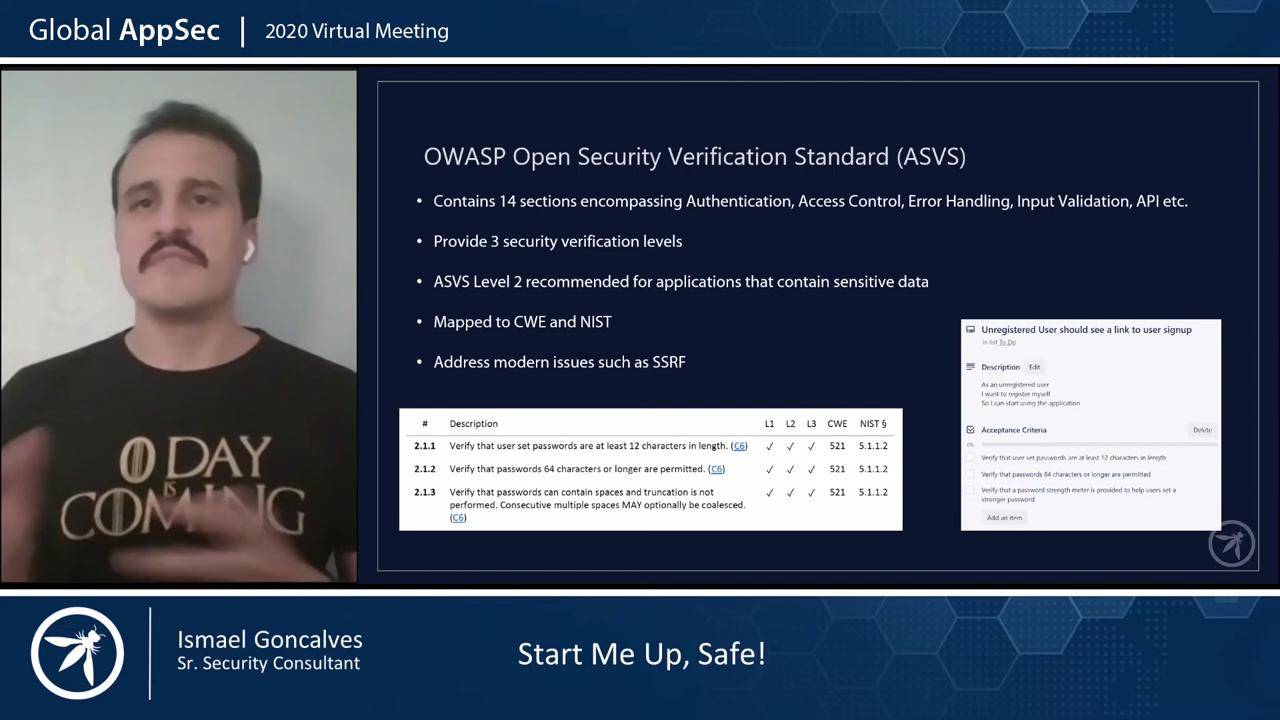 Global AppSec | 2020 Virtual Meeting
OWASP Open Security Verification Standard (ASVS)
• Contains 14 sections encompassing Authentication, Access Control, Error Handling, Input Validation, API etc.
• Provide 3 security verification levels
• ASVS Level 2 recommended for applications that contain sensitive data
• Mapped to CWE and NIST
• Address modern issues such as SSRF
# Description L1 L2 L3 CWE NIST §
2.1.1 Verify that user set passwords are at least 12 characters in length. (C6) ✓ ✓ ✓ 521 5.1.1.2
2.1.2 Verify that passwords 64 characters or longer are permitted. (C6) ✓ ✓ ✓ 521 5.1.1.2
2.1.3 Verify that passwords can contain spaces and truncation is not ✓ ✓ ✓ 521 5.1.1.2
performed. Consecutive multiple spaces MAY optionally be coalesced.
(C6)
Unregistered User should see a link to user signup
in list To Do
Description Edit
As an unregistered user
I want to register myself
So I can start using the application
Acceptance Criteria Delete
0%
Verify that user set passwords are at least 12 characters in length
Verify that passwords 64 characters or longer are permitted
Verify that a password strength meter is provided to help users set a
stronger password
Add an item
0 DAY
IS
COMING
Ismael Goncalves
Sr. Security Consultant
Start Me Up, Safe!